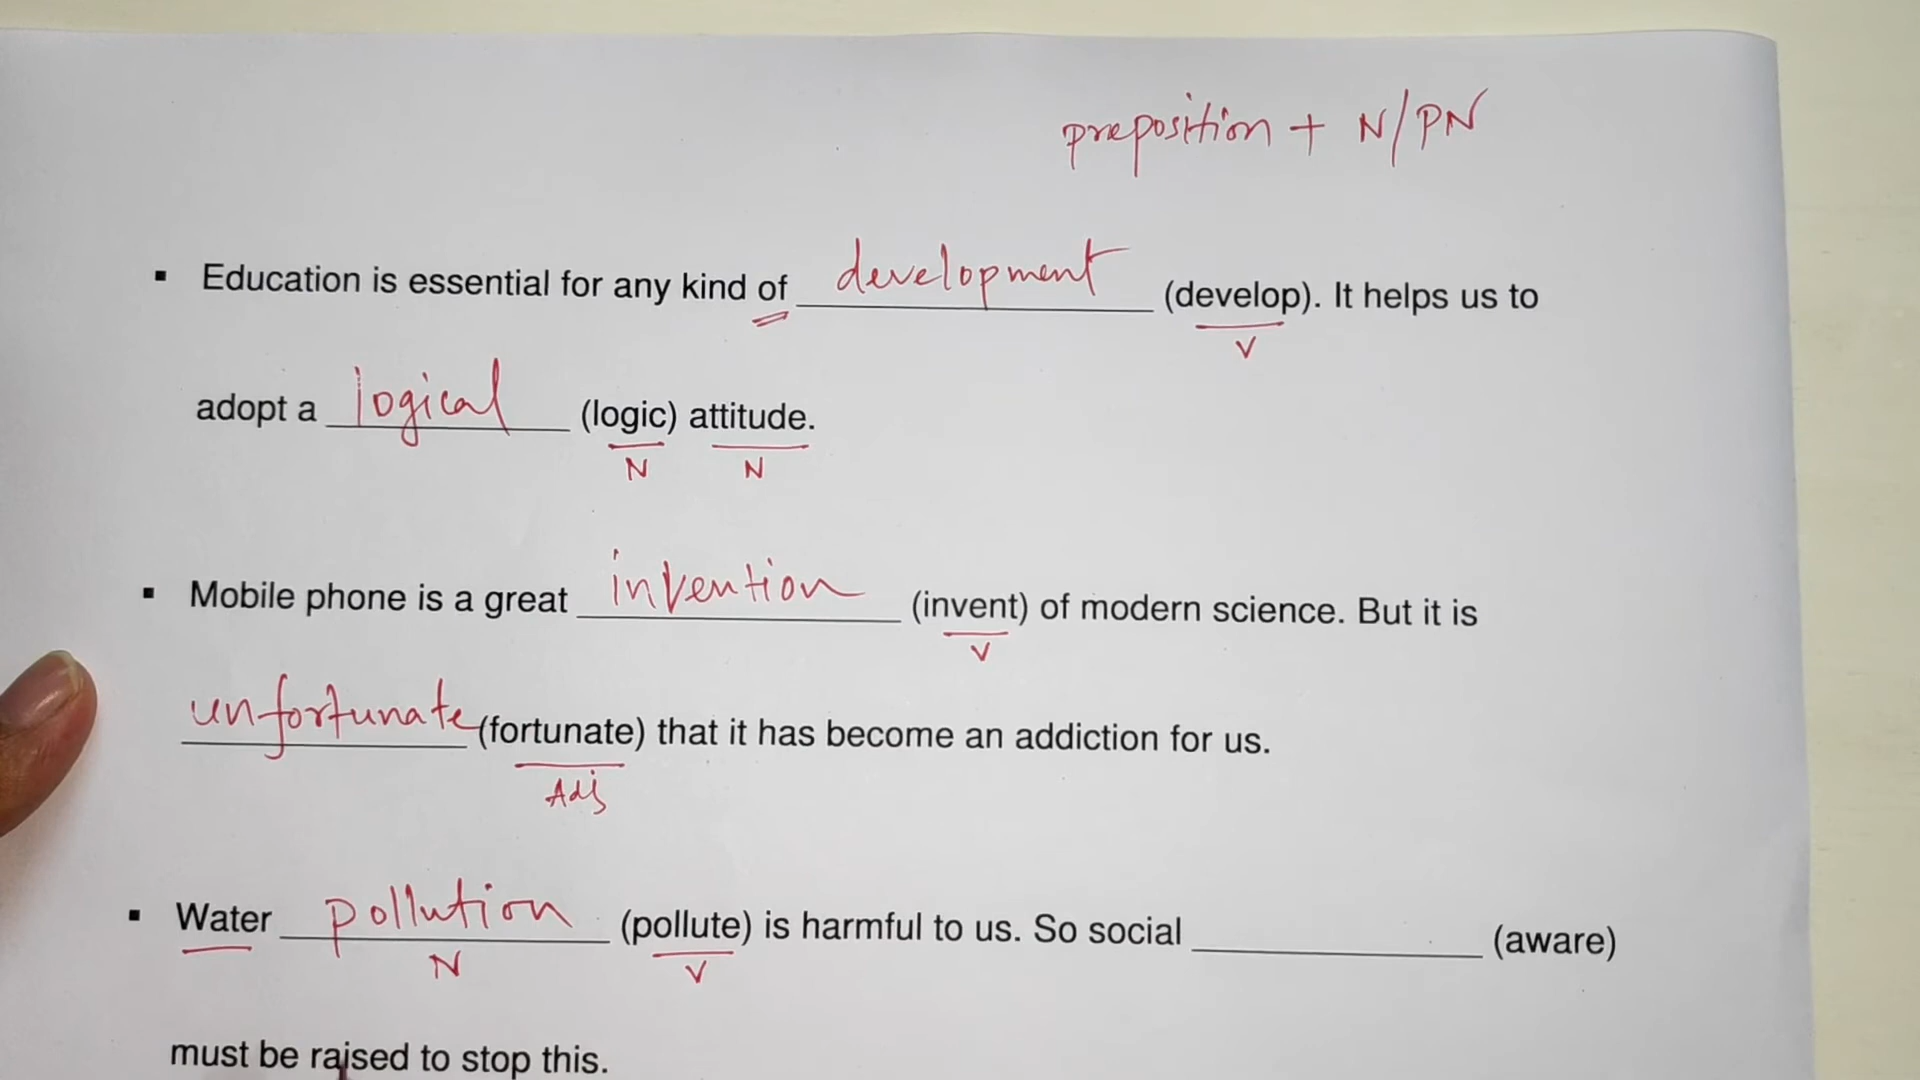 preposition + N/PN
▪ Education is essential for any kind of development (develop). It helps us to
V
adopt a logical (logic) attitude.
N N
▪ Mobile phone is a great invention (invent) of modern science. But it is
V
unfortunate (fortunate) that it has become an addiction for us.
Adj
▪ Water pollution (pollute) is harmful to us. So social ____________ (aware)
N V
must be raised to stop this.